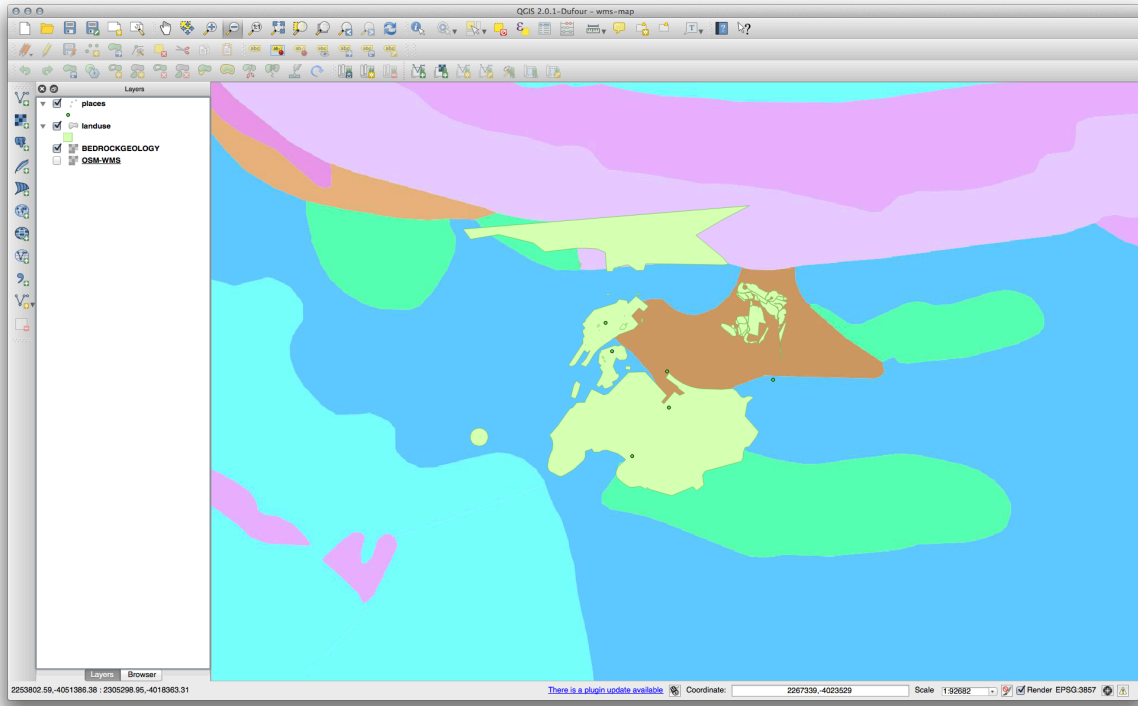 QGIS 2.0.1-Dufour - wms-map
Layers
places
landuse
BEDROCKGEOLOGY
OSM-WMS
Layers Browser
2253802.59,-4051386.38 : 2305298.95,-4018363.31
There is a plugin update available
Coordinate: 2267339,-4023529
Scale 1:92682
Render EPSG:3857